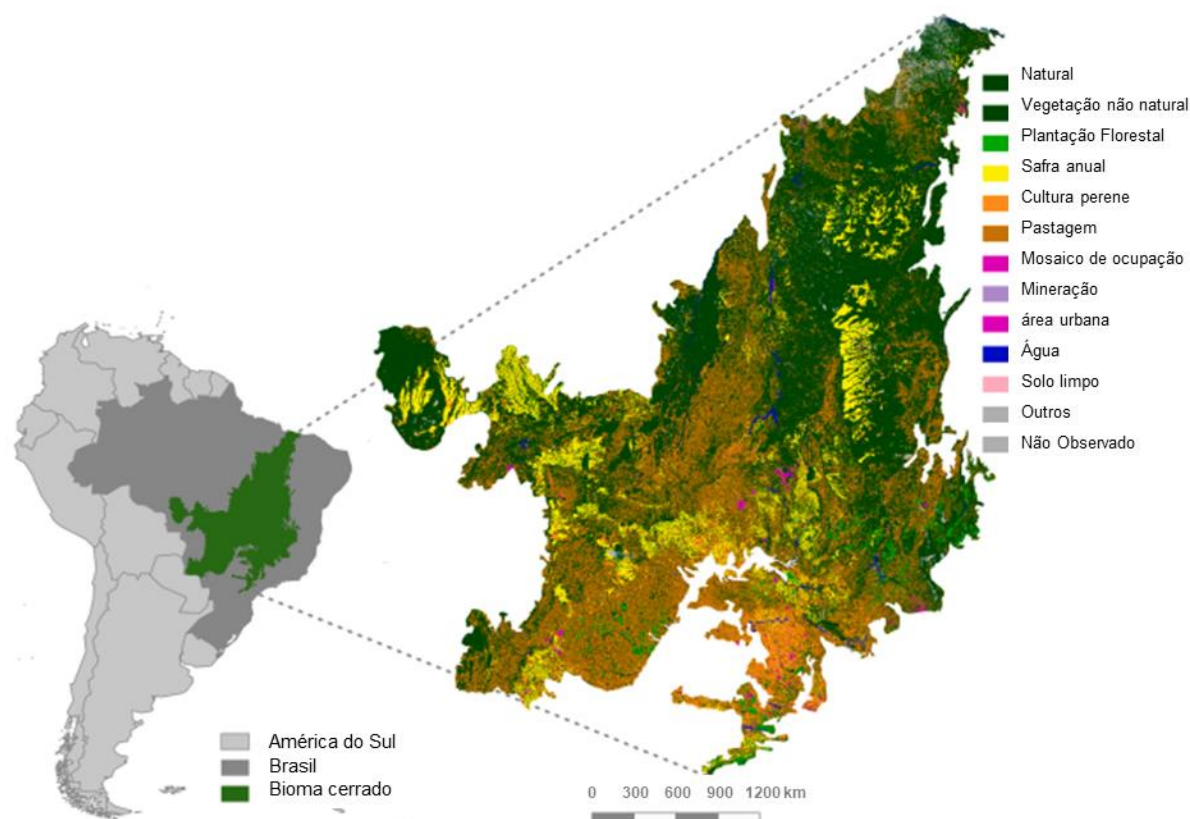 Natural
Vegetação não natural
Plantação Florestal
Safra anual
Cultura perene
Pastagem
Mosaico de ocupação
Mineração
área urbana
Água
Solo limpo
Outros
Não Observado
América do Sul
Brasil
Bioma cerrado
0 300 600 900 1200 km